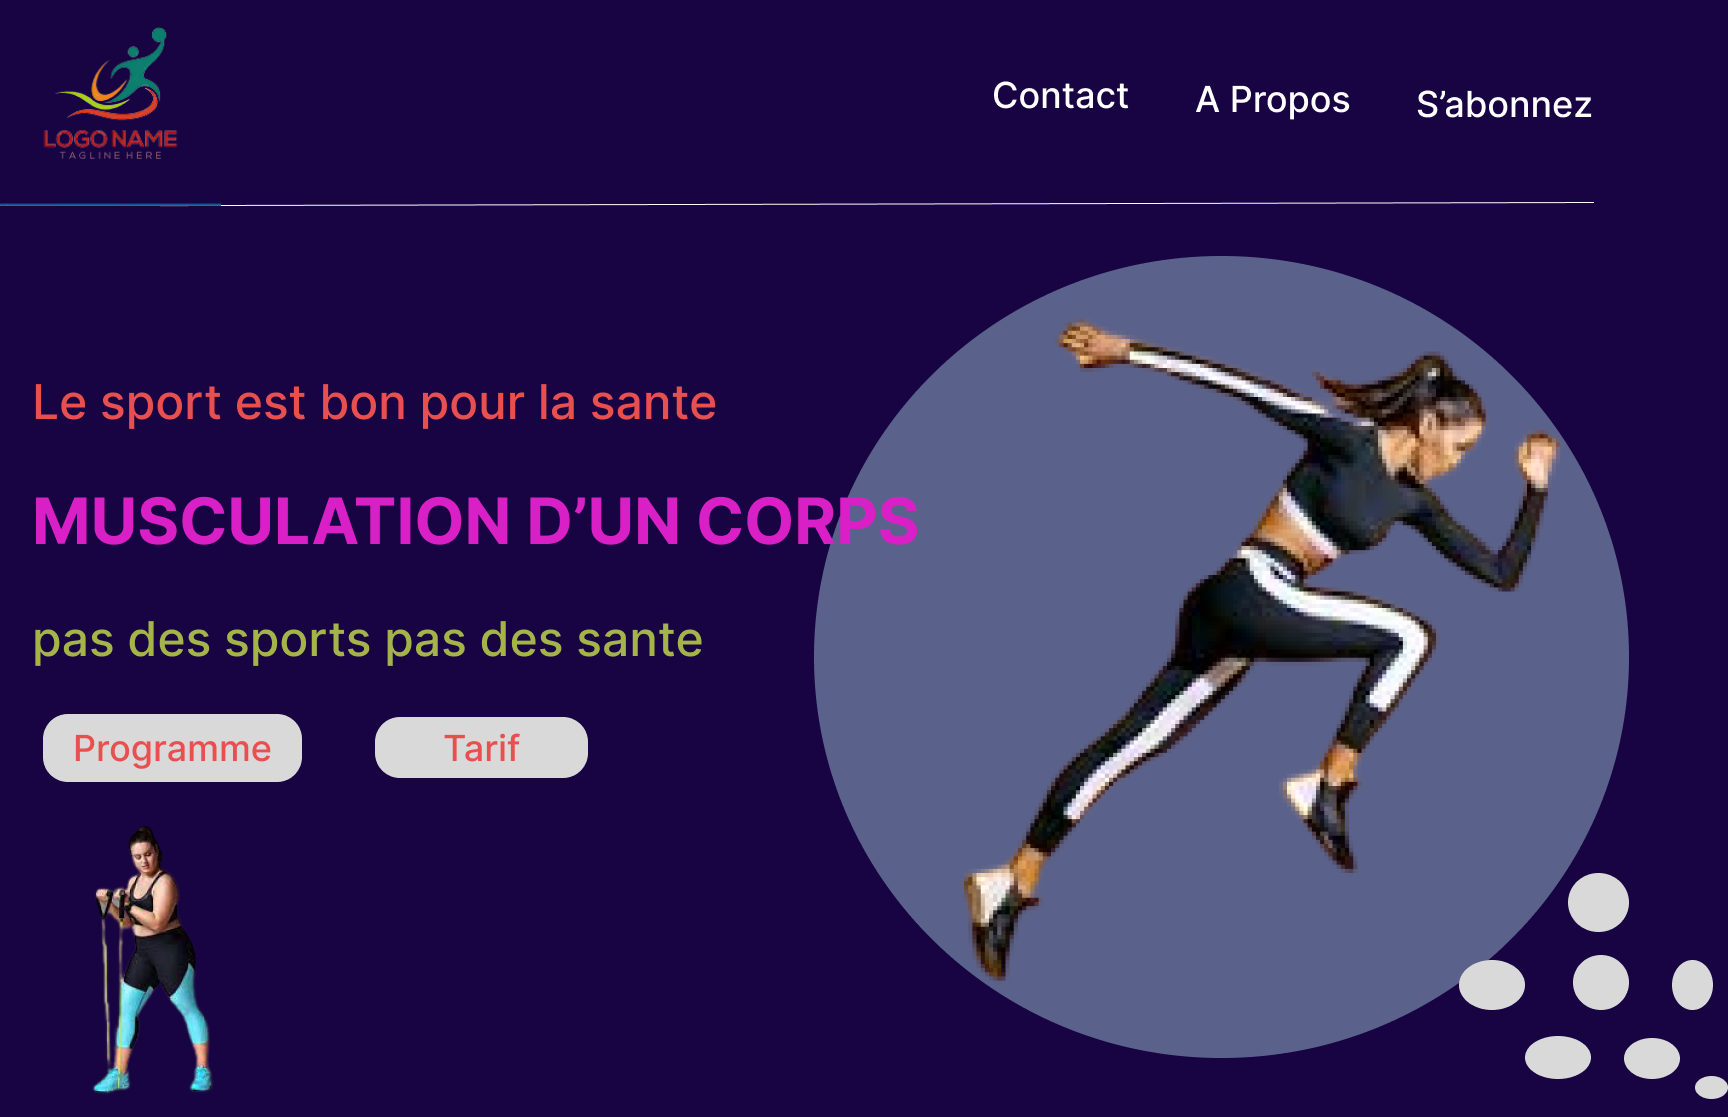 LOGO NAME
TAGLINE HERE
Contact
A Propos
S’abonnez
Le sport est bon pour la sante
MUSCULATION D’UN CORPS
pas des sports pas des sante
Programme
Tarif